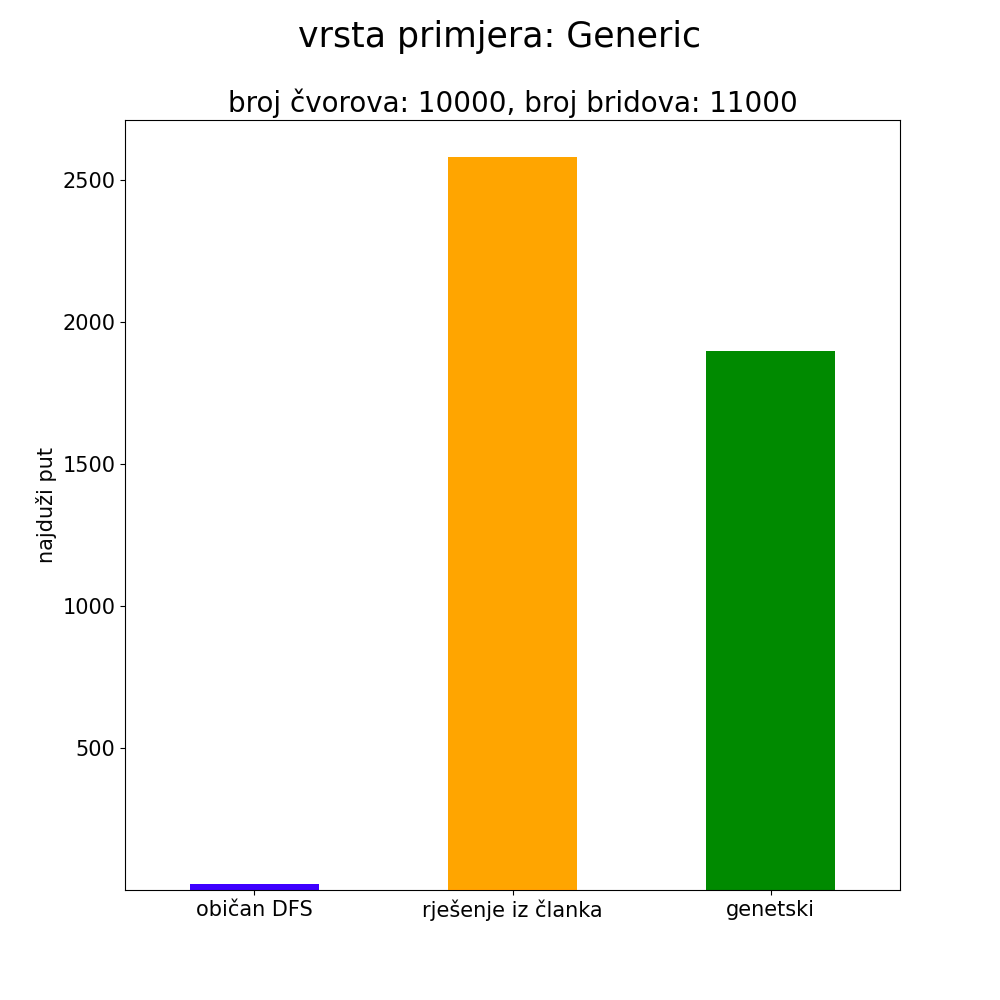 vrsta primjera: Generic
broj čvorova: 10000, broj bridova: 11000
najduži put
2500
2000
1500
1000
500
običan DFS
rješenje iz članka
genetski